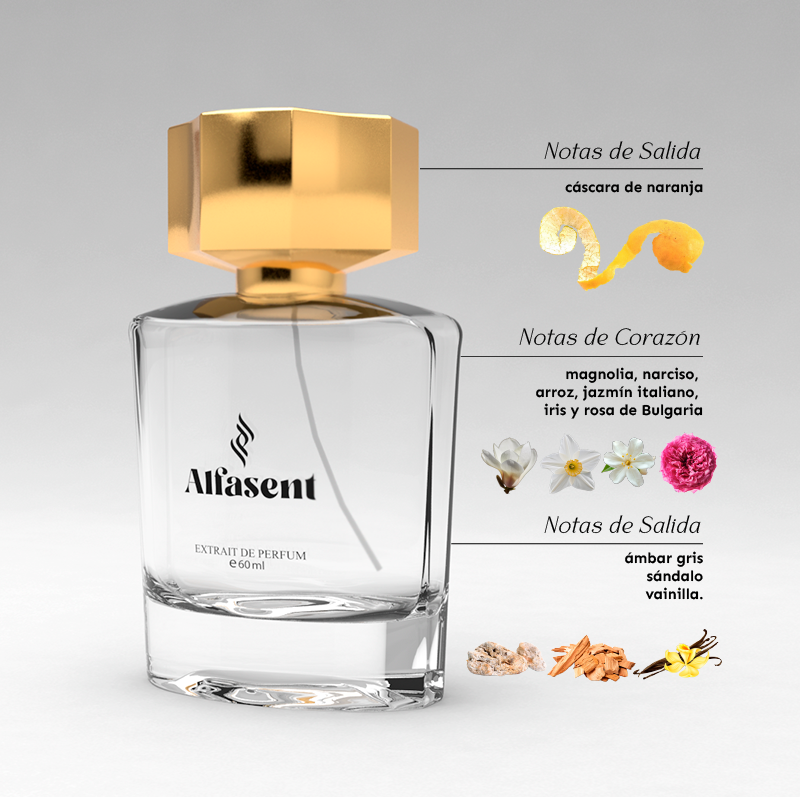 Notas de Salida
cáscara de naranja
Notas de Corazón
magnolia, narciso,
arroz, jazmín italiano,
iris y rosa de Bulgaria
Alfasent
Notas de Salida
EXTRAIT DE PERFUM
e60ml
ámbar gris
sándalo
vainilla.